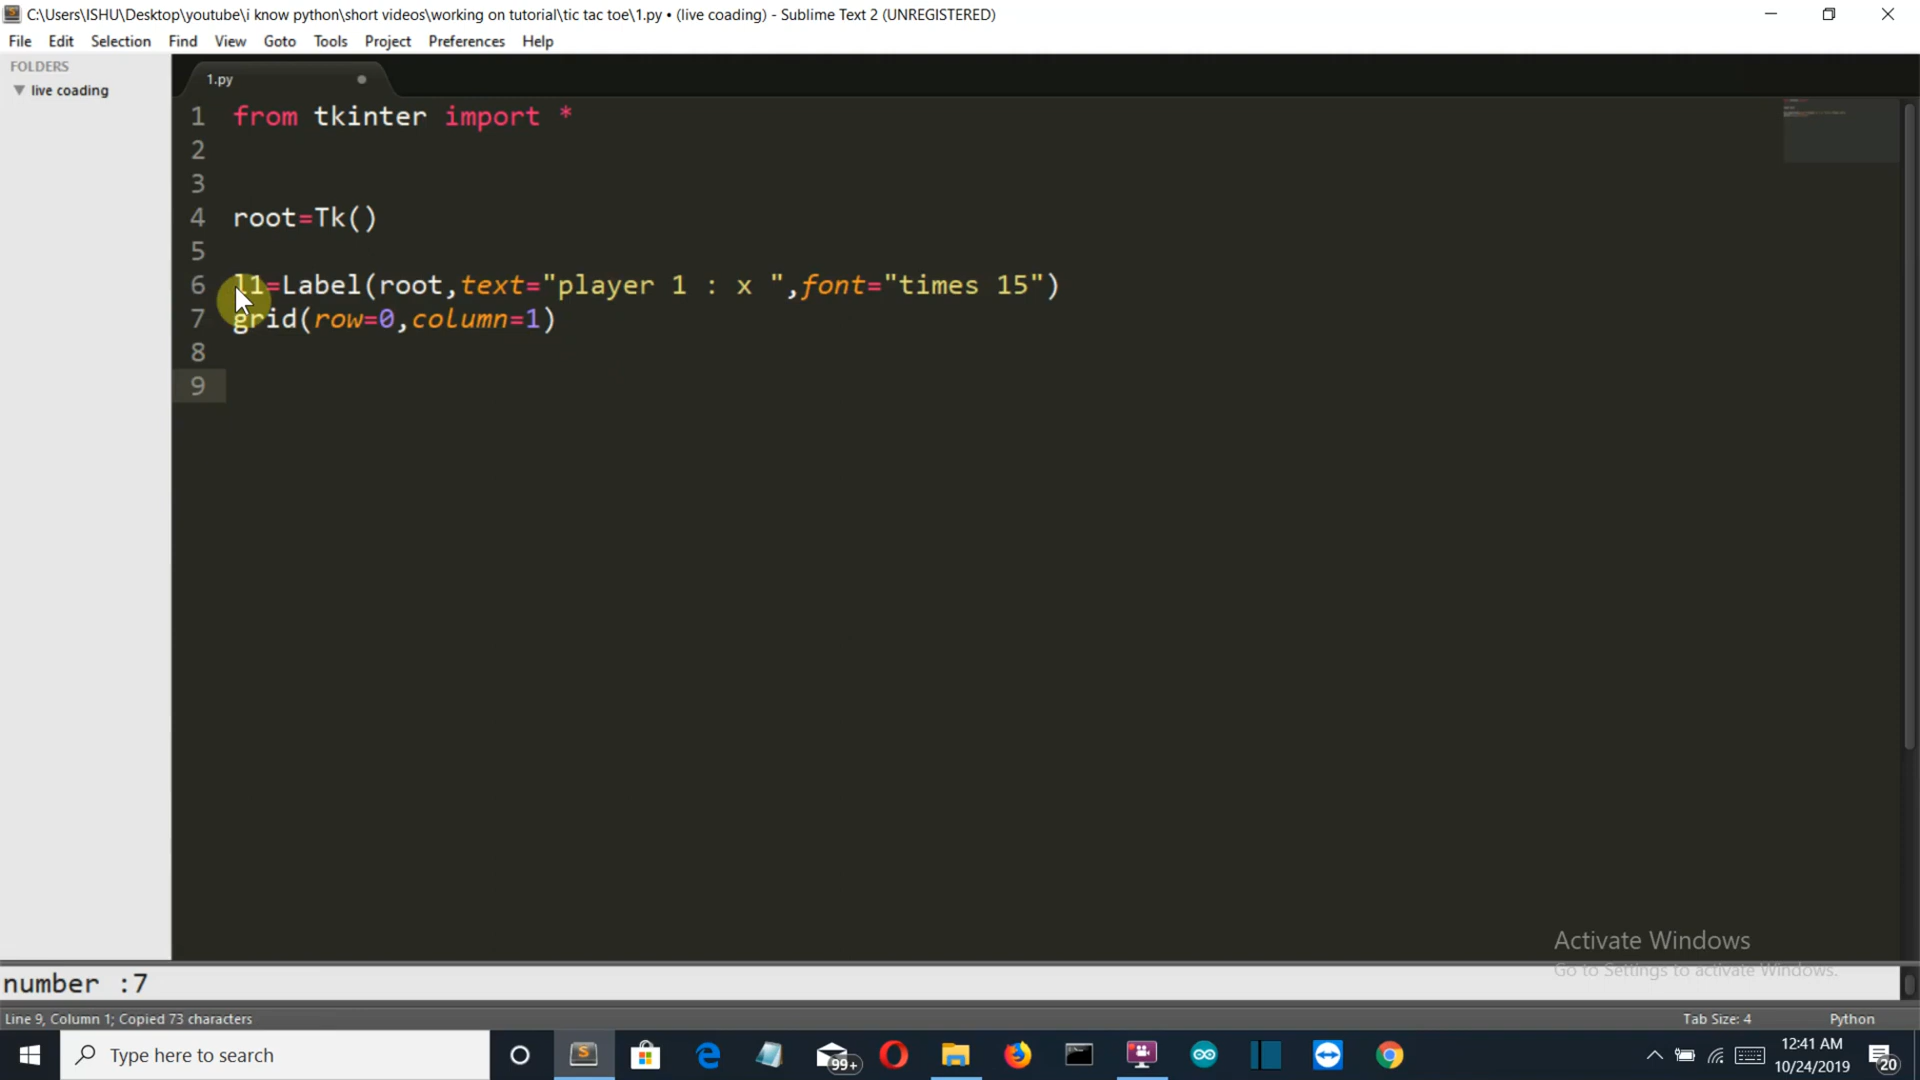 C:\Users\ISHU\Desktop\youtube\i know python\short videos\working on tutorial\tic tac toe\1.py • (live coading) - Sublime Text 2 (UNREGISTERED)
File Edit Selection Find View Goto Tools Project Preferences Help
FOLDERS
live coading
1.py
1 from tkinter import *
2
3
4 root=Tk()
5
6 l1=Label(root,text="player 1 : x ",font="times 15")
7 grid(row=0,column=1)
8
9
Activate Windows
Go to Settings to activate Windows.
number :7
Line 9, Column 1; Copied 73 characters
Tab Size: 4 Python
Type here to search
99+
12:41 AM
10/24/2019
20